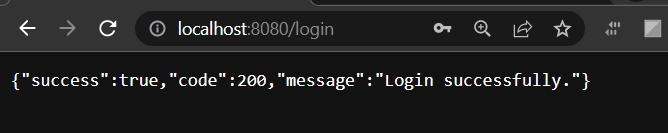 localhost:8080/login
{"success":true,"code":200,"message":"Login successfully."}